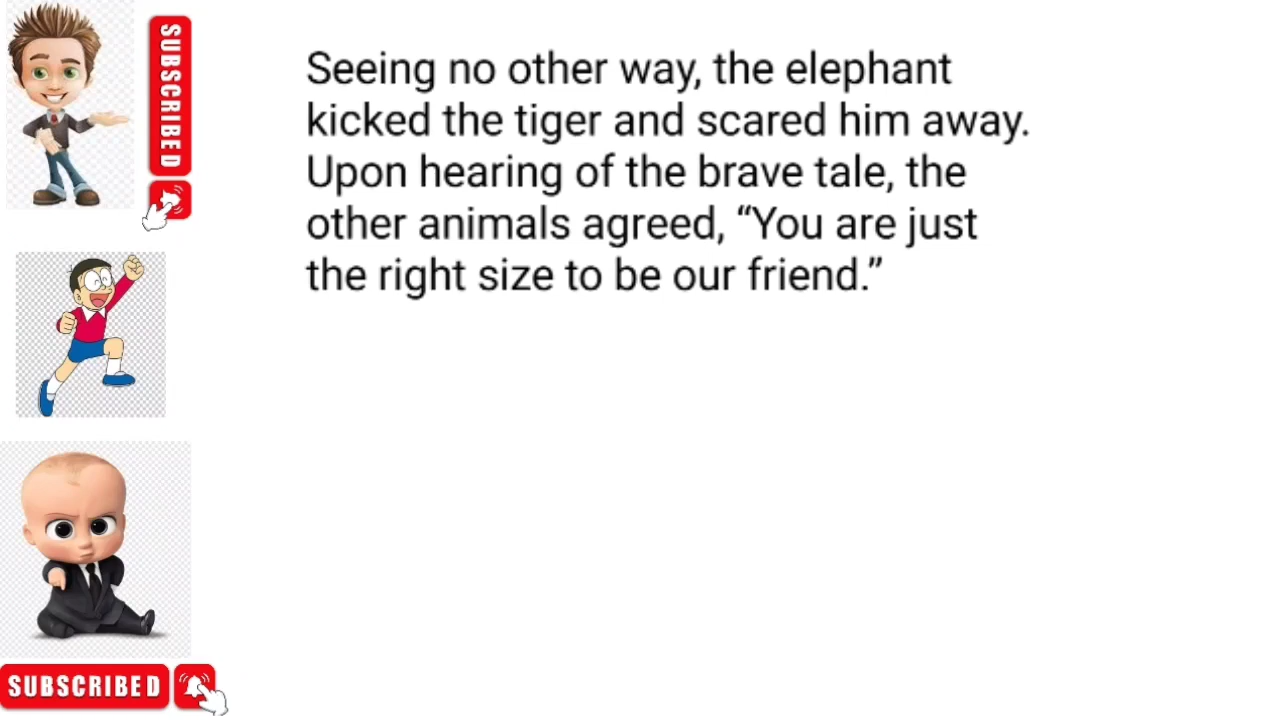 SUBSCRIBED
Seeing no other way, the elephant
kicked the tiger and scared him away.
Upon hearing of the brave tale, the
other animals agreed, “You are just
the right size to be our friend.”
SUBSCRIBED